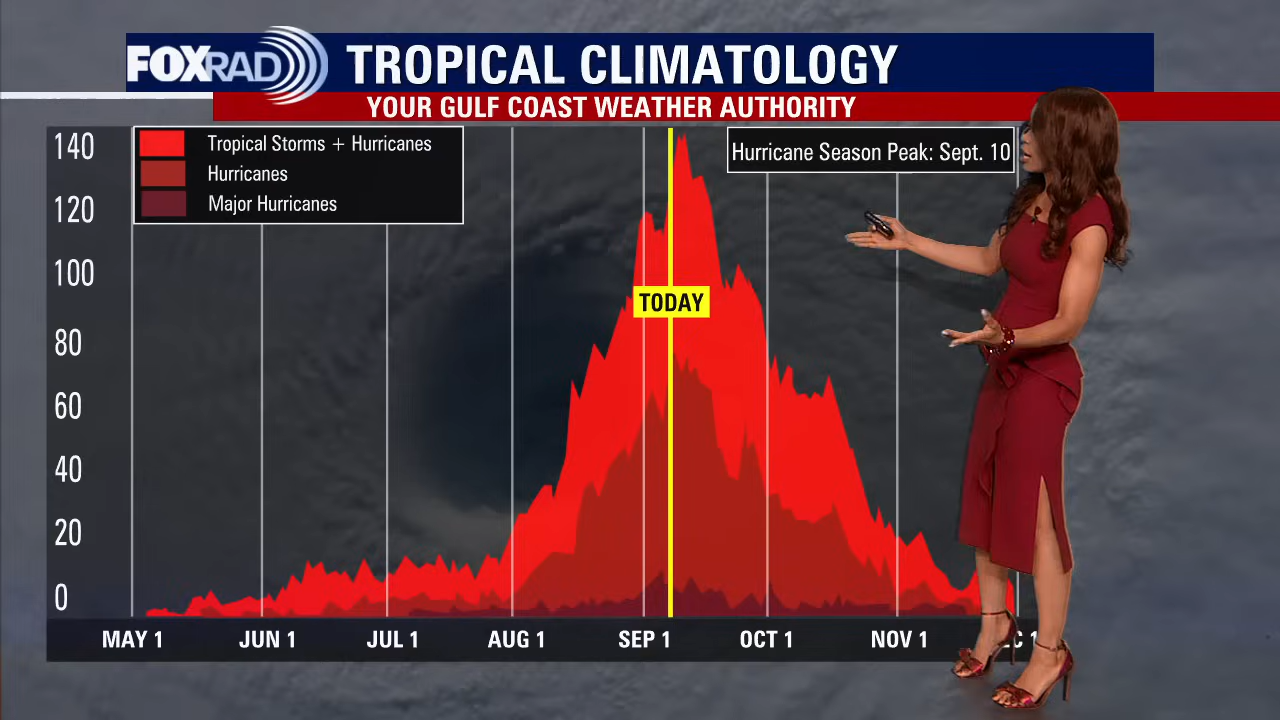 FOXRAD
TROPICAL CLIMATOLOGY
YOUR GULF COAST WEATHER AUTHORITY
Tropical Storms + Hurricanes
Hurricanes
Major Hurricanes
Hurricane Season Peak: Sept. 10
140
120
100
80
60
40
20
0
TODAY
MAY 1
JUN 1
JUL 1
AUG 1
SEP 1
OCT 1
NOV 1